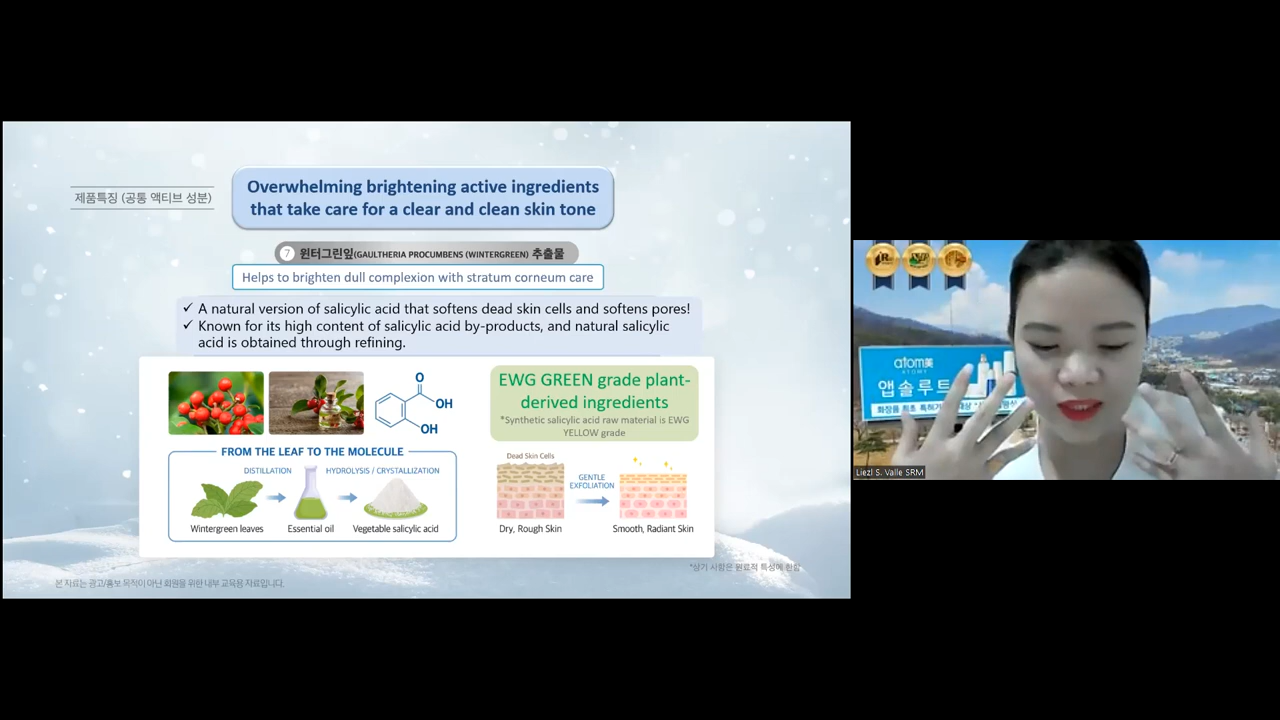 제품특징 (공통 액티브 성분)
Overwhelming brightening active ingredients
that take care for a clear and clean skin tone
7 윈터그린잎(GAULTHERIA PROCUMBENS (WINTERGREEN) 추출물
Helps to brighten dull complexion with stratum corneum care
✓ A natural version of salicylic acid that softens dead skin cells and softens pores!
✓ Known for its high content of salicylic acid by-products, and natural salicylic
acid is obtained through refining.
O
OH
OH
EWG GREEN grade plant-
derived ingredients
*Synthetic salicylic acid raw material is EWG
YELLOW grade
FROM THE LEAF TO THE MOLECULE
DISTILLATION
HYDROLYSIS / CRYSTALLIZATION
Wintergreen leaves
Essential oil
Vegetable salicylic acid
Dead Skin Cells
GENTLE
EXFOLIATION
Dry, Rough Skin
Smooth, Radiant Skin
*상기 사항은 원료적 특성에 한함
본 자료는 광고/홍보 목적이 아닌 회원을 위한 내부 교육용 자료입니다.
atom美
ATOMY
앱솔루트
화장품 최초 특허기
Liezl S. Valle SRM